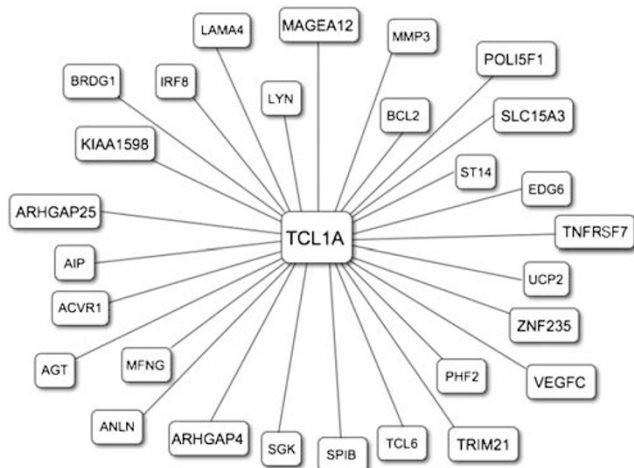 MAGEA12
LAMA4
MMP3
POLI5F1
BRDG1
IRF8
LYN
BCL2
SLC15A3
KIAA1598
ST14
EDG6
ARHGAP25
TCL1A
TNFRSF7
AIP
UCP2
ACVR1
ZNF235
AGT
MFNG
PHF2
VEGFC
ANLN
ARHGAP4
SGK
SPIB
TCL6
TRIM21